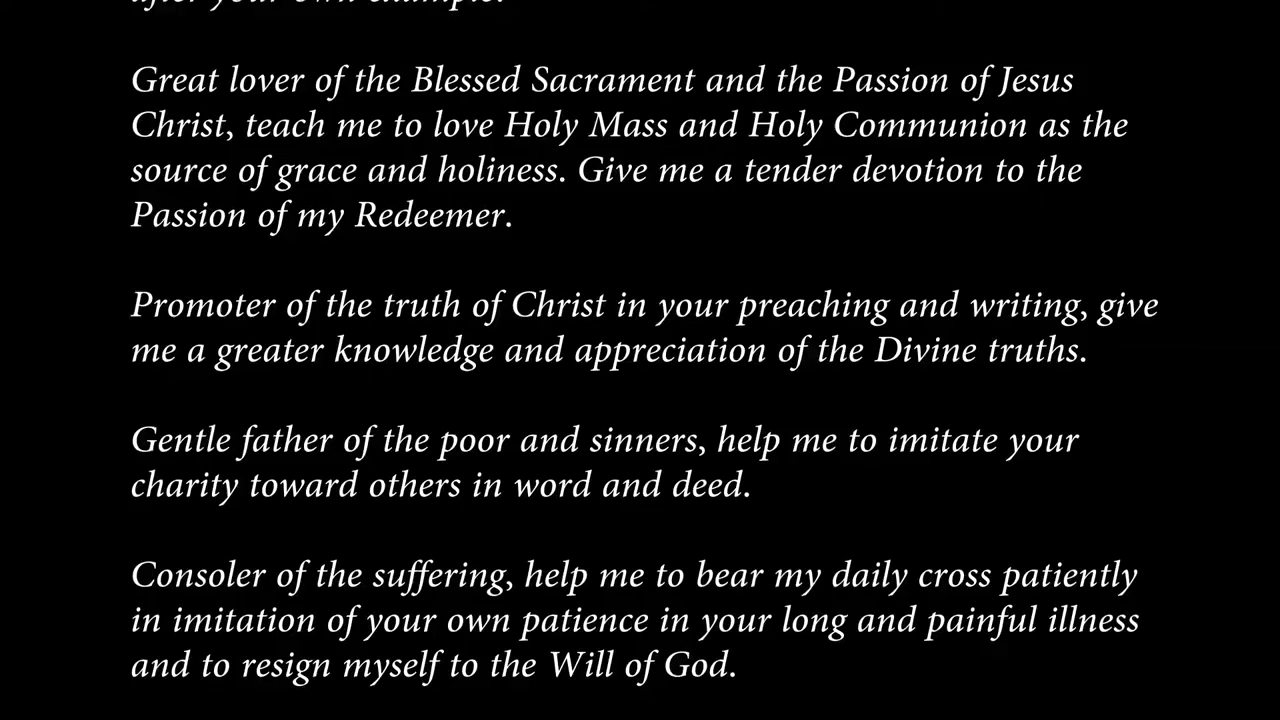 after your own example.
Great lover of the Blessed Sacrament and the Passion of Jesus
Christ, teach me to love Holy Mass and Holy Communion as the
source of grace and holiness. Give me a tender devotion to the
Passion of my Redeemer.
Promoter of the truth of Christ in your preaching and writing, give
me a greater knowledge and appreciation of the Divine truths.
Gentle father of the poor and sinners, help me to imitate your
charity toward others in word and deed.
Consoler of the suffering, help me to bear my daily cross patiently
in imitation of your own patience in your long and painful illness
and to resign myself to the Will of God.